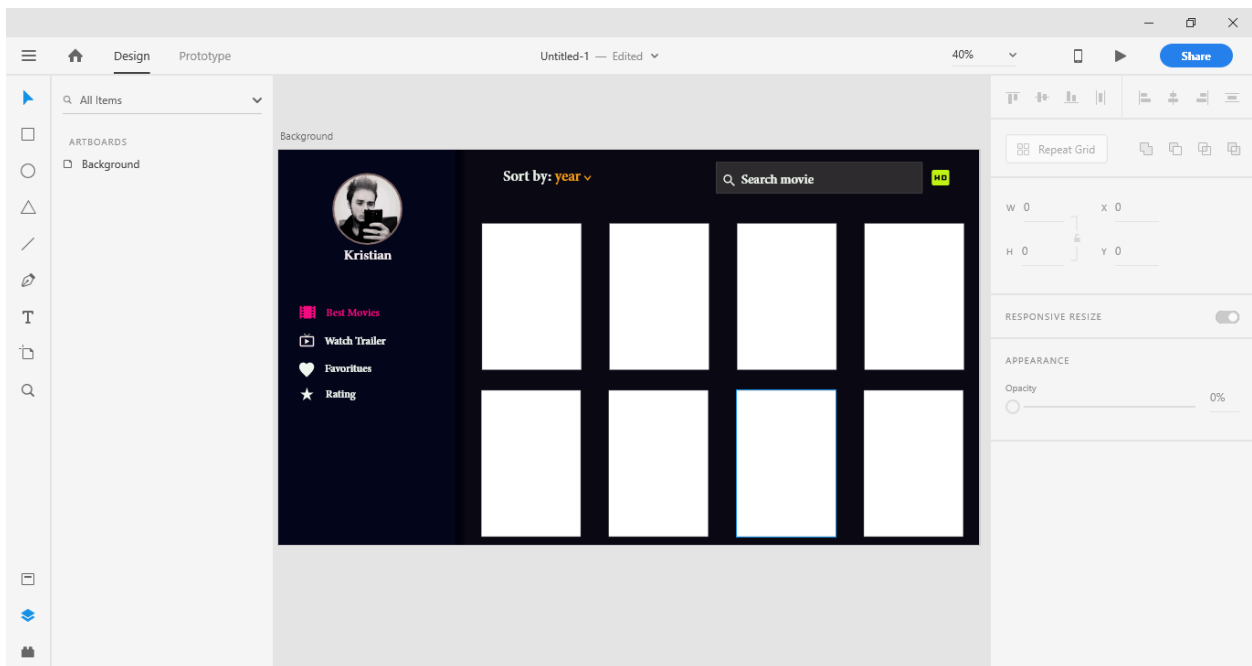 Design Prototype Untitled-1 — Edited 40% Share
All Items
ARTBOARDS
Background
Background
Kristian
Best Movies
Watch Trailer
Favoritues
Rating
Sort by: year
Search movie
HD
Repeat Grid
W 0 X 0
H 0 Y 0
RESPONSIVE RESIZE
APPEARANCE
Opacity
0%